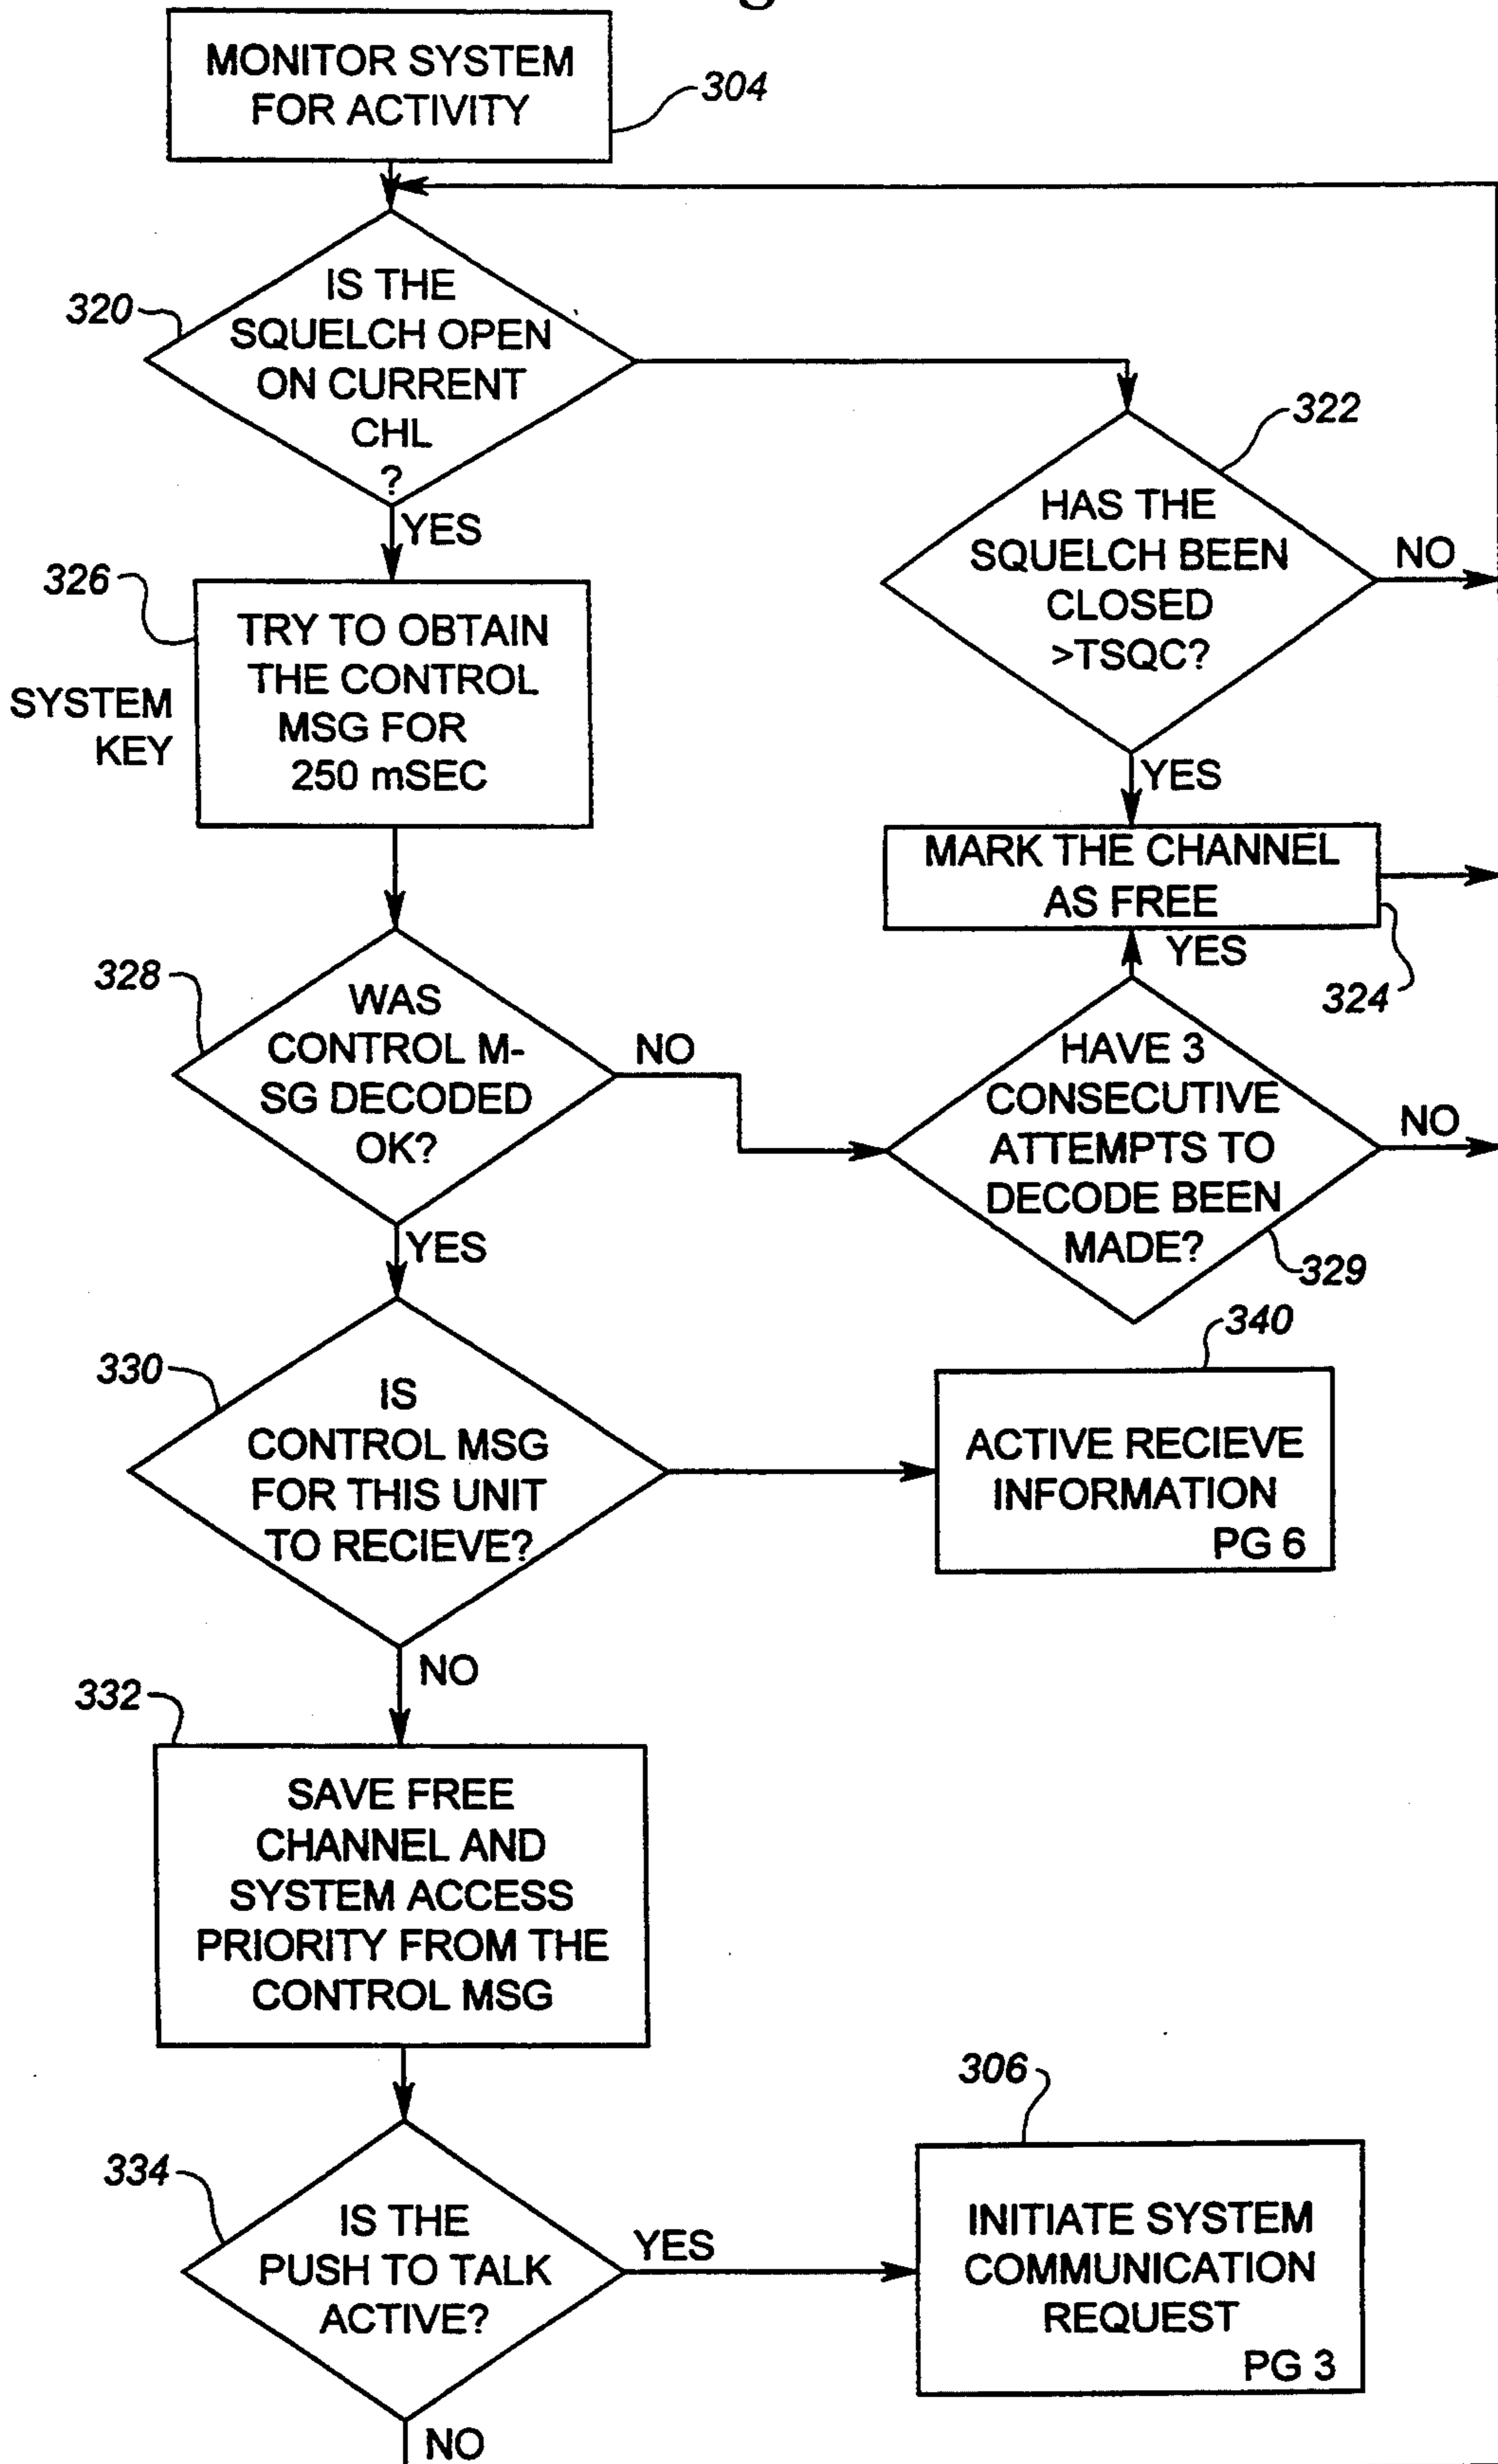 MONITOR SYSTEM
FOR ACTIVITY
304
320
IS THE
SQUELCH OPEN
ON CURRENT
CHL
?
YES
322
HAS THE
SQUELCH BEEN
CLOSED
>TSQC?
NO
YES
326
SYSTEM
KEY
TRY TO OBTAIN
THE CONTROL
MSG FOR
250 mSEC
MARK THE CHANNEL
AS FREE
324
YES
328
WAS
CONTROL M-
SG DECODED
OK?
NO
YES
HAVE 3
CONSECUTIVE
ATTEMPTS TO
DECODE BEEN
MADE?
NO
329
330
IS
CONTROL MSG
FOR THIS UNIT
TO RECIEVE?
NO
340
ACTIVE RECIEVE
INFORMATION
PG 6
332
SAVE FREE
CHANNEL AND
SYSTEM ACCESS
PRIORITY FROM THE
CONTROL MSG
334
IS THE
PUSH TO TALK
ACTIVE?
YES
NO
306
INITIATE SYSTEM
COMMUNICATION
REQUEST
PG 3